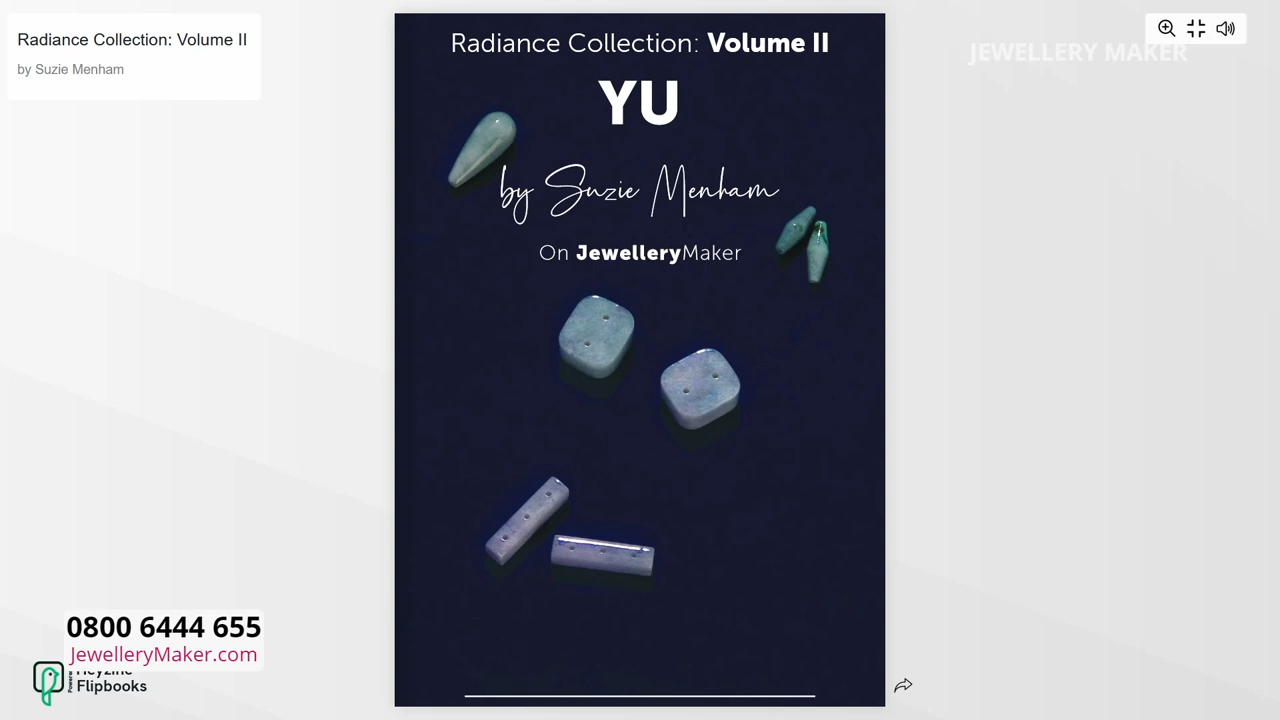 Radiance Collection: Volume II
by Suzie Menham
Radiance Collection: Volume II
YU
by Suzie Menham
On JewelleryMaker
JEWELLERY MAKER
0800 6444 655
JewelleryMaker.com
Heyzine
Flipbooks